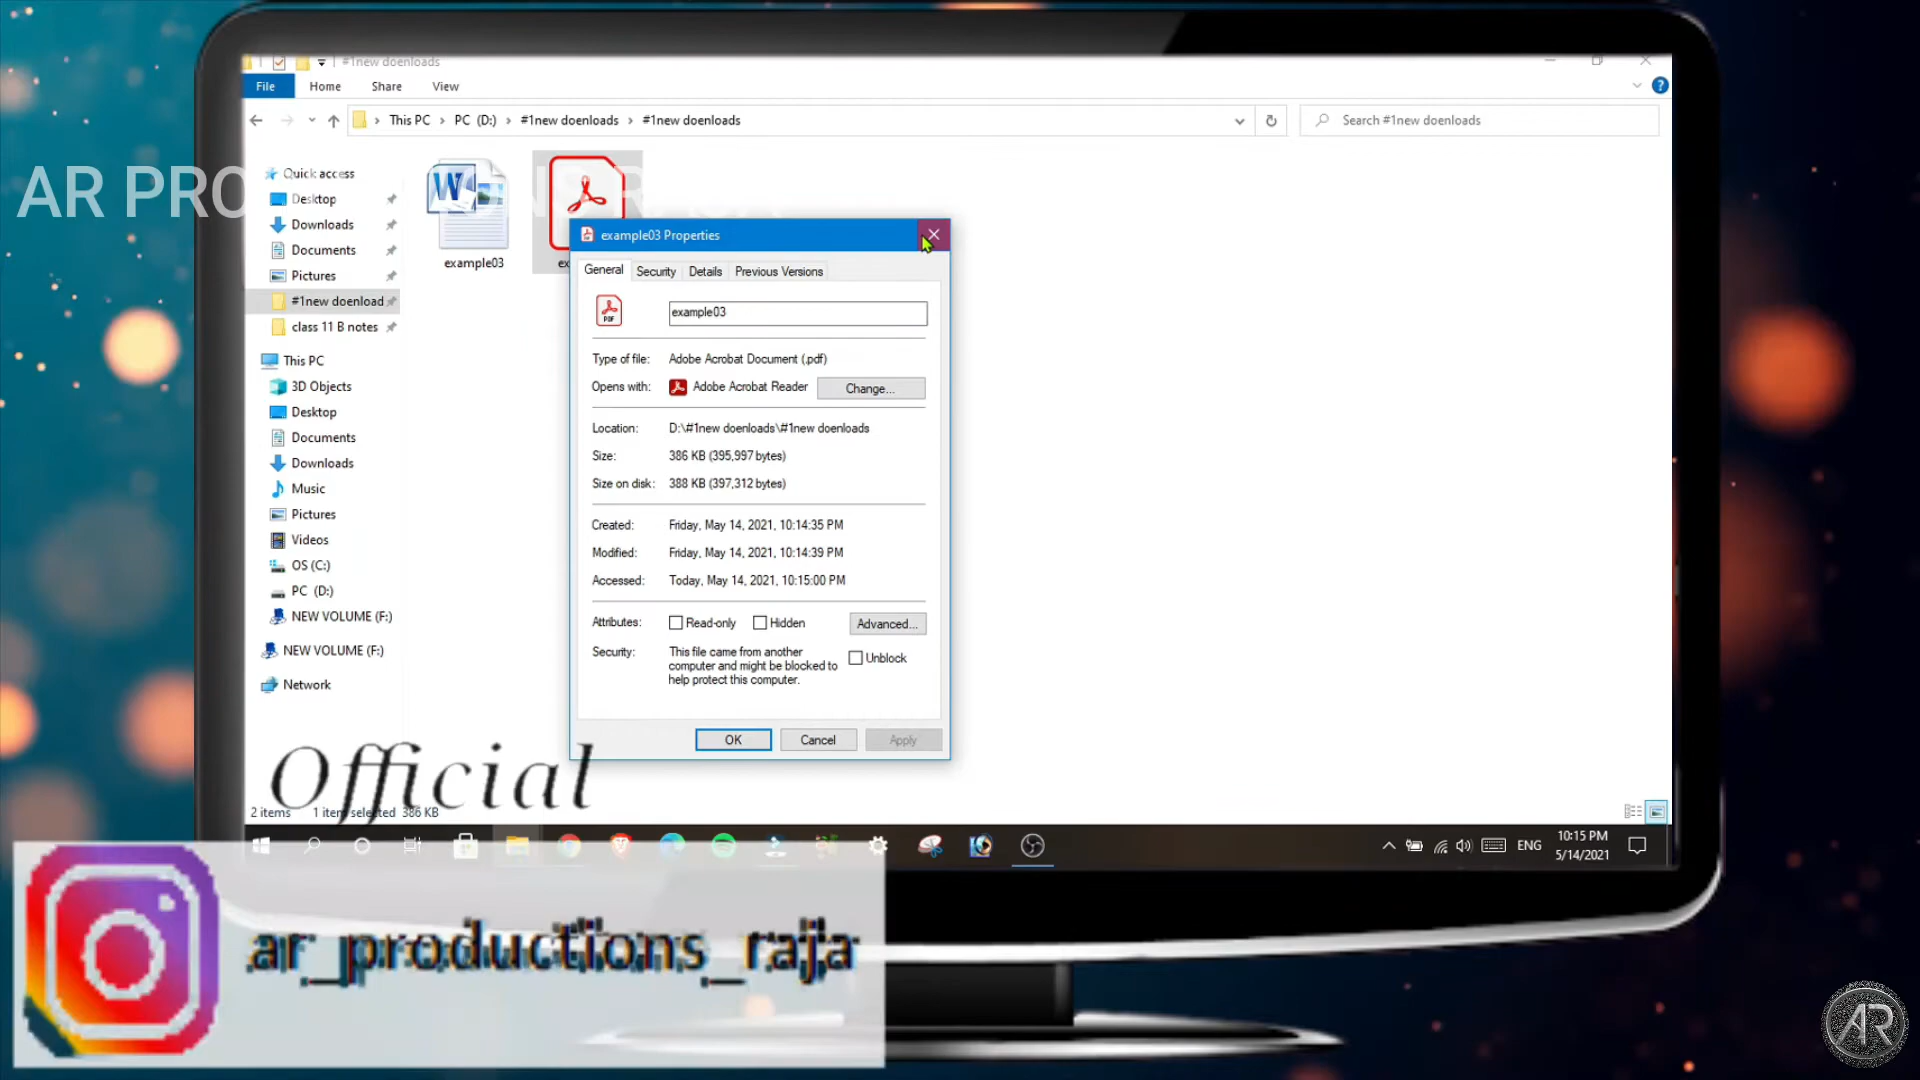 #1new doenloads
File Home Share View
This PC PC (D:) #1new doenloads #1new doenloads
Search #1new doenloads
AR PRO
Quick access
Desktop
Downloads
Documents
Pictures
#1new doenload
class 11 B notes
This PC
3D Objects
Desktop
Documents
Downloads
Music
Pictures
Videos
OS (C:)
PC (D:)
NEW VOLUME (F:)
NEW VOLUME (F:)
Network
W
example03
ex
example03 Properties
General Security Details Previous Versions
PDF
example03
Type of file: Adobe Acrobat Document (.pdf)
Opens with: Adobe Acrobat Reader Change...
Location: D:\#1new doenloads\#1new doenloads
Size: 386 KB (395,997 bytes)
Size on disk: 388 KB (397,312 bytes)
Created: Friday, May 14, 2021, 10:14:35 PM
Modified: Friday, May 14, 2021, 10:14:39 PM
Accessed: Today, May 14, 2021, 10:15:00 PM
Attributes: Read-only Hidden Advanced...
Security: This file came from another
computer and might be blocked to
help protect this computer.
Unblock
OK Cancel Apply
Official
2 items 1 item selected 386 KB
ENG
10:15 PM
5/14/2021
ar_productions_rajja
AR